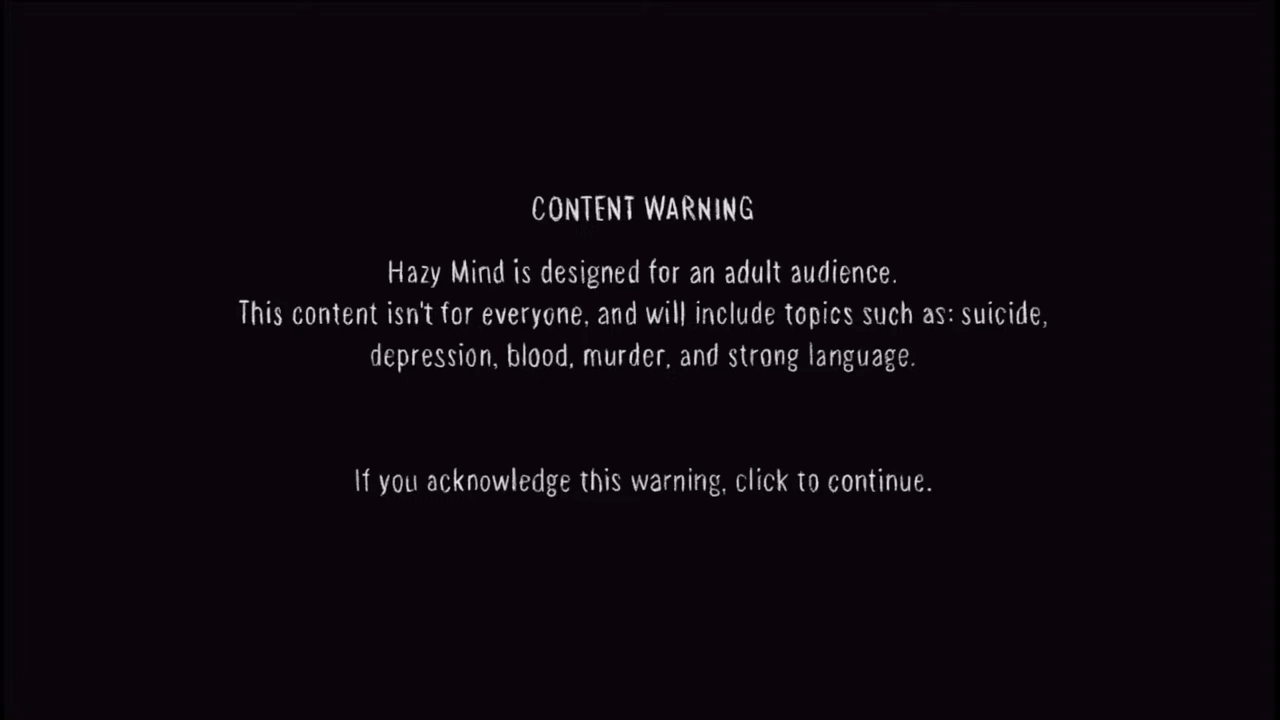 CONTENT WARNING
Hazy Mind is designed for an adult audience.
This content isn't for everyone, and will include topics such as: suicide,
depression, blood, murder, and strong language.
If you acknowledge this warning, click to continue.